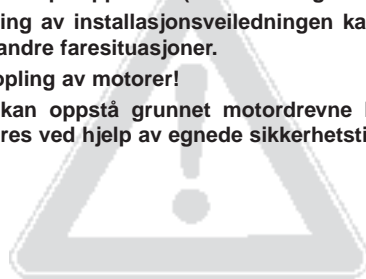 ing av installasjonsveiledningen ka
andre faresituasjoner.
opling av motorer!
kan oppstå grunnet motordrevne
res ved hjelp av egnede sikkerhetsti